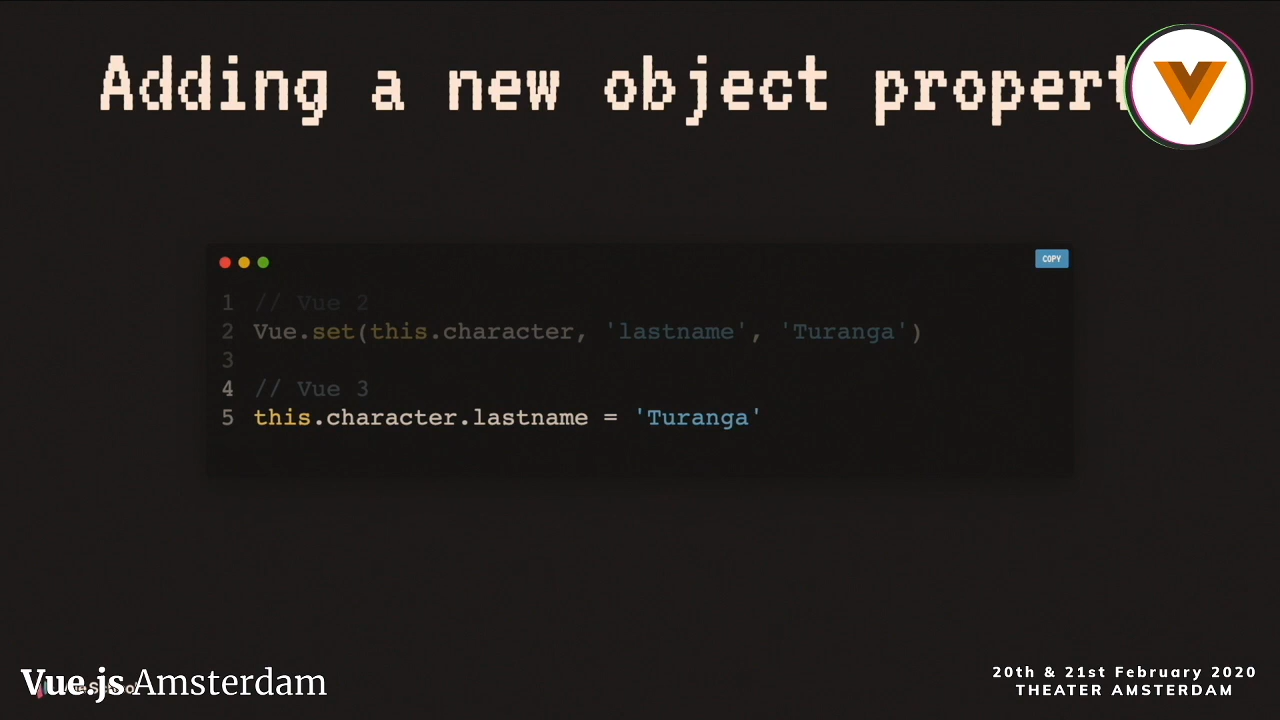 Adding a new object propert
COPY
1 // Vue 2
2 Vue.set(this.character, 'lastname', 'Turanga')
3
4 // Vue 3
5 this.character.lastname = 'Turanga'
Vue.js Amsterdam
20th & 21st February 2020
THEATER AMSTERDAM